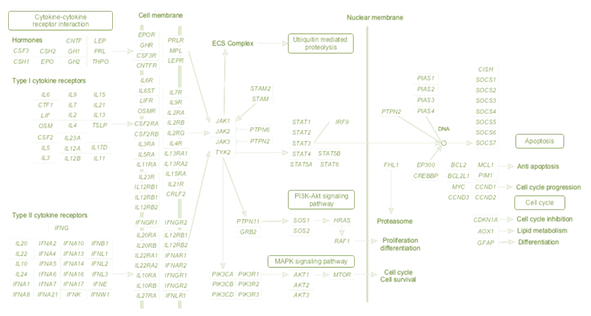 Cytokine-cytokine
receptor interaction
Cell membrane
Nuclear membrane
Hormones
CNTF LEP
CSF3 CSH2 GH1 PRL
CSH1 EPO GH2 THPO
Type I cytokine receptors
IL6 IL9 IL15
CTF1 IL7 IL21
LIF IL2 IL13
OSM IL4 TSLP
CSF2 IL23A
IL5 IL12A IL17D
IL3 IL12B IL11
Type II cytokine receptors
IFNG
IL20 IFNA2 IFNA10 IFNB1
IL22 IFNA4 IFNA13 IFNL1
IL10 IFNA5 IFNA14 IFNL2
IL24 IFNA6 IFNA16 IFNL3
IFNA1 IFNA7 IFNA17 IFNE
IFNA8 IFNA21 IFNK IFNW1
EPOR PRLR
GHR MPL
CSF3R LEPR
CNTFR
IL6R IL7R
IL6ST IL9R
LIFR IL2RA
OSMR IL2RB
CSF2RA IL2RG
CSF2RB IL4R
IL3RA IL13RA1
IL5RA IL13RA2
IL11RA IL15RA
IL23R IL21R
IL12RB1 CRLF2
IL12RB1
IL12RB2
IFNGR1 IFNGR2
IL20RA IL12RB1
IL20RB IL12RB2
IL22RA1 IFNAR1
IL22RA2 IFNAR2
IL10RA IFNGR1
IL10RB IFNGR2
IL27RA IFNLR1
ECS Complex
Ubiquitin mediated
proteolysis
STAM2
STAM
JAK1
JAK2
JAK3
TYK2
PTPN6
PTPN2
STAT1
STAT2
STAT3
STAT4 STAT5B
STAT5A STAT6
IRF9
PI3K-Akt signaling
pathway
PTPN11
GRB2
SOS1
SOS2
HRAS
RAF1
Proliferation
differentiation
MAPK signaling pathway
PIK3CA PIK3R1
PIK3CB PIK3R2
PIK3CD PIK3R3
AKT1
AKT2
AKT3
MTOR
Cell cycle
Cell survival
PTPN2
PIAS1
PIAS2
PIAS3
PIAS4
DNA
CISH
SOCS1
SOCS2
SOCS3
SOCS4
SOCS5
SOCS6
SOCS7
FHL1
EP300
CREBBP
Proteasome
BCL2 MCL1
BCL2L1 PIM1
MYC CCND1
CCND3 CCND2
CDKN1A
AOX1
GFAP
Apoptosis
Anti apoptosis
Cell cycle progression
Cell cycle
Cell cycle inhibition
Lipid metabolism
Differentiation